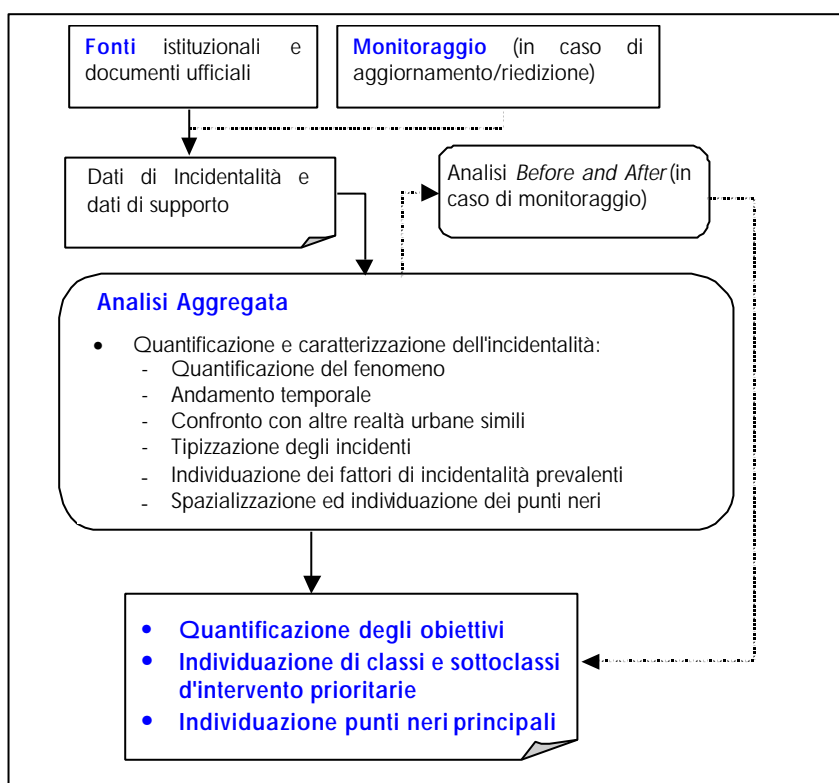 Fonti istituzionali e
documenti ufficiali
Monitoraggio (in caso di
aggiornamento/riedizione)
Dati di Incidentalità e
dati di supporto
Analisi Before and After (in
caso di monitoraggio)
Analisi Aggregata
• Quantificazione e caratterizzazione dell'incidentalità:
- Quantificazione del fenomeno
- Andamento temporale
- Confronto con altre realtà urbane simili
- Tipizzazione degli incidenti
- Individuazione dei fattori di incidentalità prevalenti
- Spazializzazione ed individuazione dei punti neri
• Quantificazione degli obiettivi
• Individuazione di classi e sottoclassi
d'intervento prioritarie
• Individuazione punti neri principali